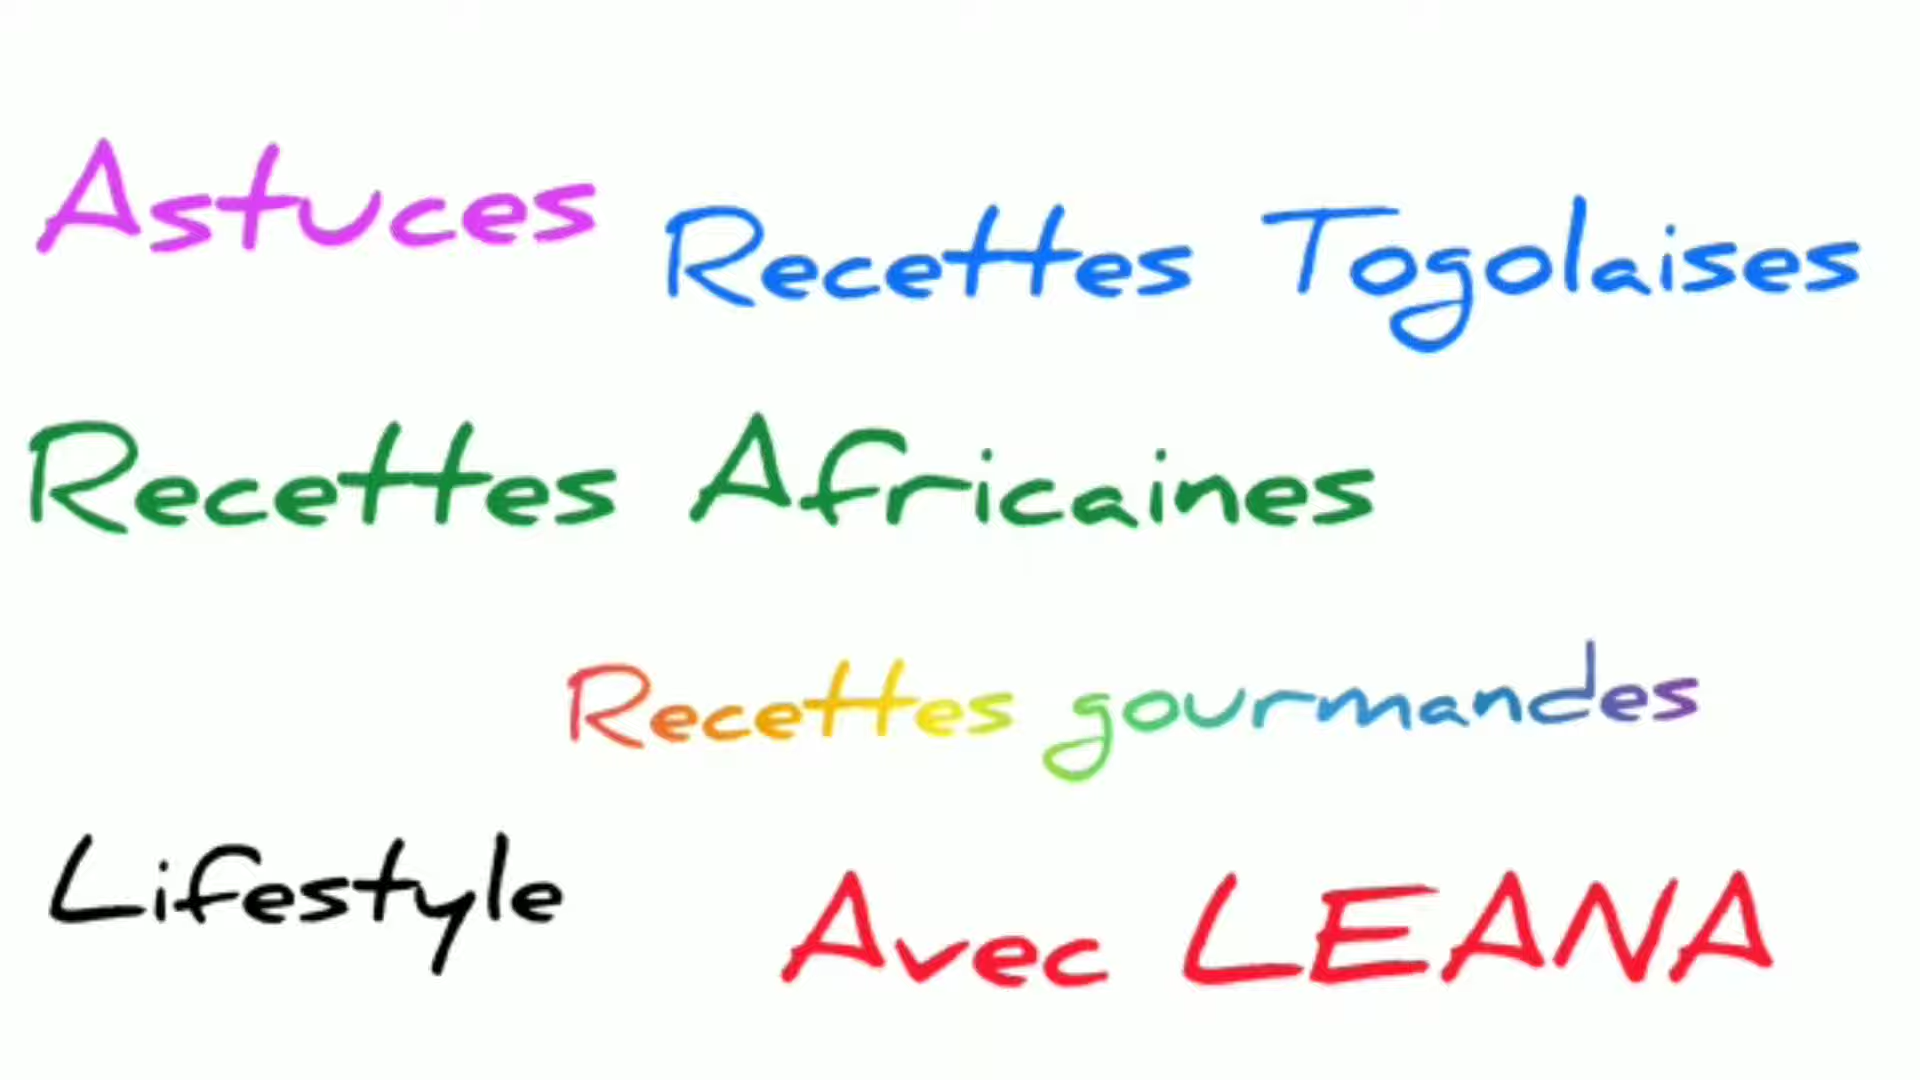 Astuces
Recettes Togolaises
Recettes Africaines
Recettes gourmandes
Lifestyle
Avec LEANA